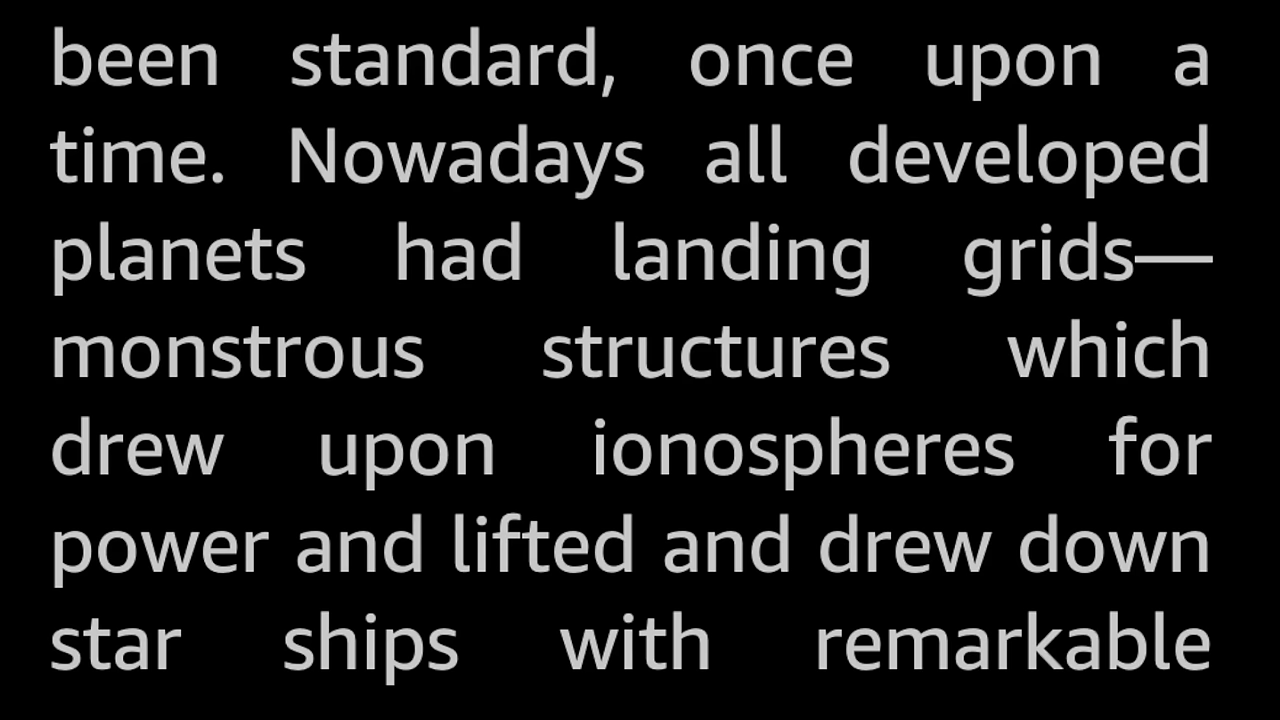 been standard, once upon a
time. Nowadays all developed
planets had landing grids—
monstrous structures which
drew upon ionospheres for
power and lifted and drew down
star ships with remarkable